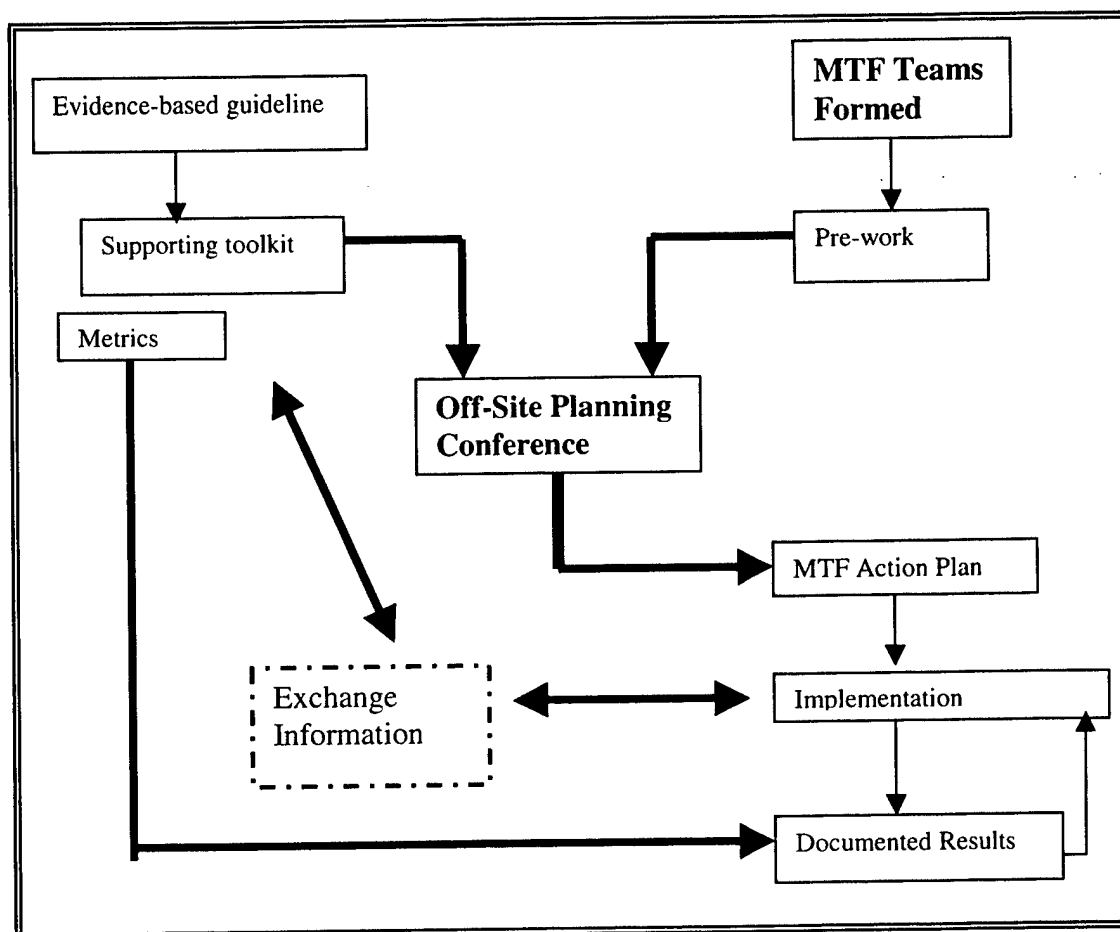 Evidence-based guideline
MTF Teams
Formed
Supporting toolkit
Pre-work
Metrics
Off-Site Planning
Conference
MTF Action Plan
Exchange
Information
Implementation
Documented Results